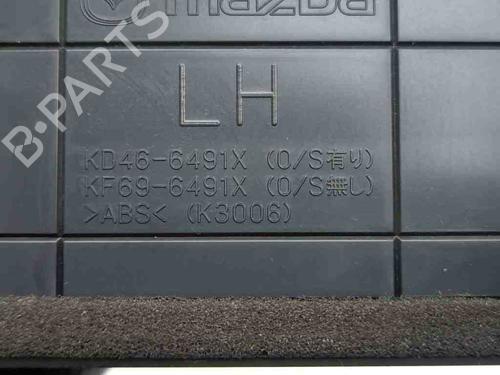 mazda
LH
KD46-6491X (O/S有り)
KF69-6491X (O/S無し)
>ABS< (K3006)
B-PARTS